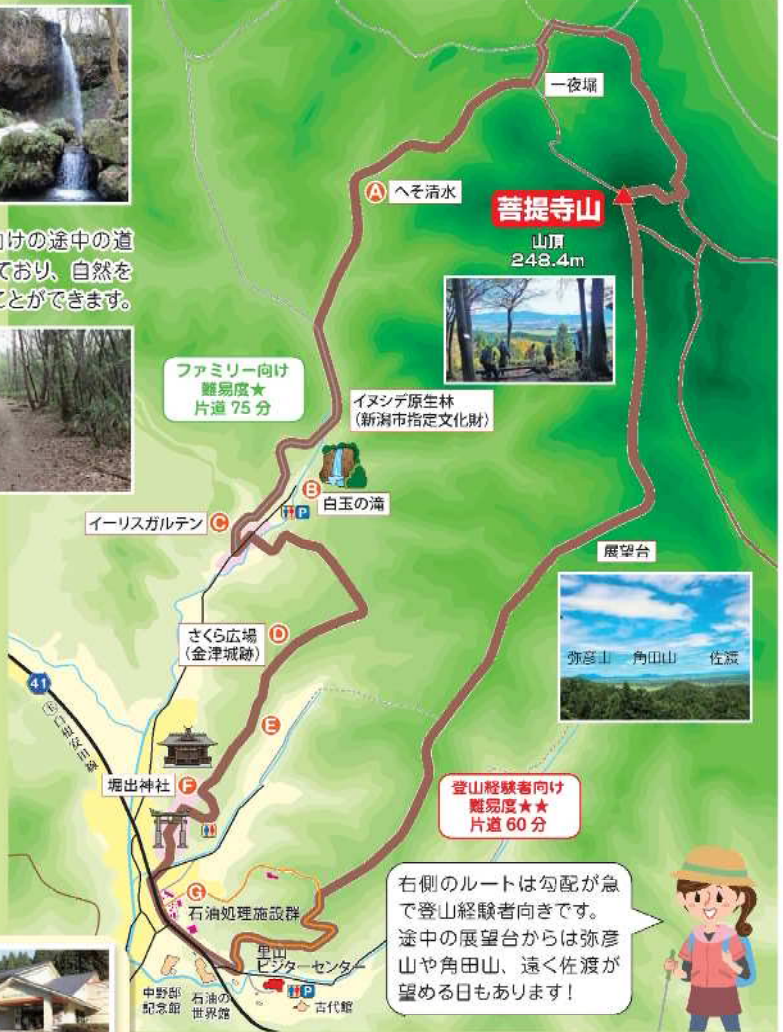 向けの途中の道
ており、自然を
ことができます。
一夜堀
A へそ清水
菩提寺山
山頂
248.4m
ファミリー向け
難易度★
片道 75 分
イヌシデ原生林
(新潟市指定文化財)
B 白玉の滝
P
イーリスガルテン C
展望台
弥彦山 角田山 佐渡
さくら広場 D
(金津城跡)
E
41
白根安田線
堀出神社 F
登山経験者向け
難易度★★
片道 60 分
G
石油処理施設群
里山
ビジターセンター
中野邸
記念館
石油の
世界館
P
古代館
右側のルートは勾配が急
で登山経験者向きです。
途中の展望台からは弥彦
山や角田山、遠く佐渡が
望める日もあります!